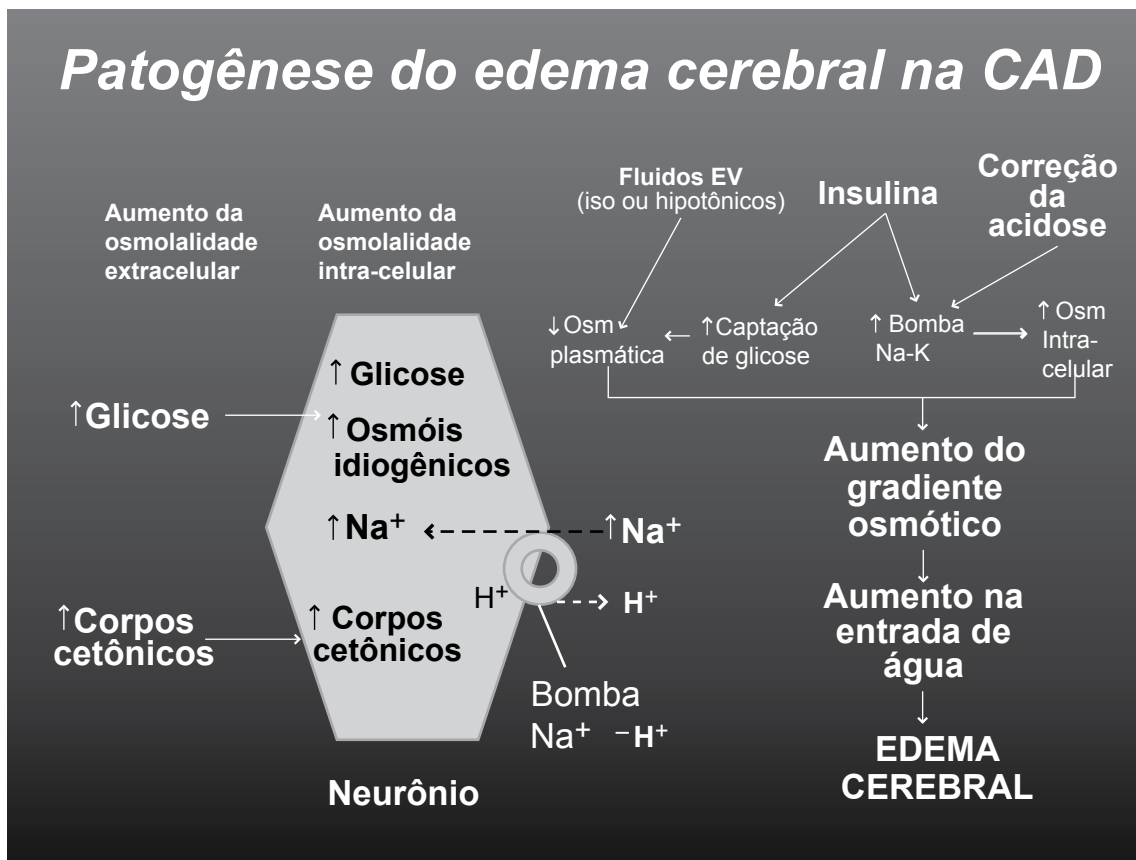 Patogênese do edema cerebral na CAD
Aumento da
osmolalidade
extracelular
Aumento da
osmolalidade
intra-celular
↑Glicose
↑Corpos
cetônicos
↑ Glicose
↑ Osmóis
idiogênicos
↑ Na⁺
H⁺
↑ Corpos
cetônicos
↑Na⁺
H⁺
Bomba
Na⁺ –H⁺
Neurônio
Fluidos EV
(iso ou hipotônicos)
Insulina
Correção
da
acidose
↓Osm
plasmática
↑Captação
de glicose
↑ Bomba
Na-K
↑ Osm
Intra-
celular
Aumento do
gradiente
osmótico
Aumento na
entrada de
água
EDEMA
CEREBRAL